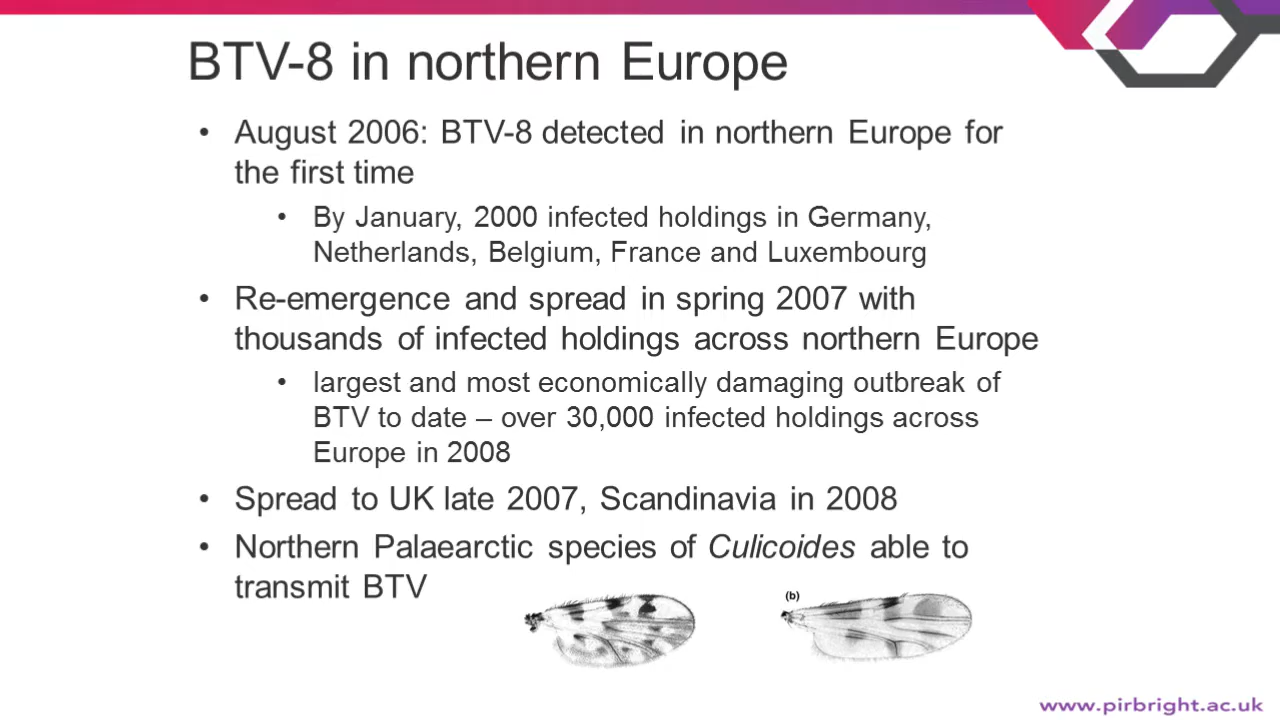 BTV-8 in northern Europe
• August 2006: BTV-8 detected in northern Europe for
the first time
• By January, 2000 infected holdings in Germany,
Netherlands, Belgium, France and Luxembourg
• Re-emergence and spread in spring 2007 with
thousands of infected holdings across northern Europe
• largest and most economically damaging outbreak of
BTV to date – over 30,000 infected holdings across
Europe in 2008
• Spread to UK late 2007, Scandinavia in 2008
• Northern Palaearctic species of Culicoides able to
transmit BTV
(b)
www.pirbright.ac.uk